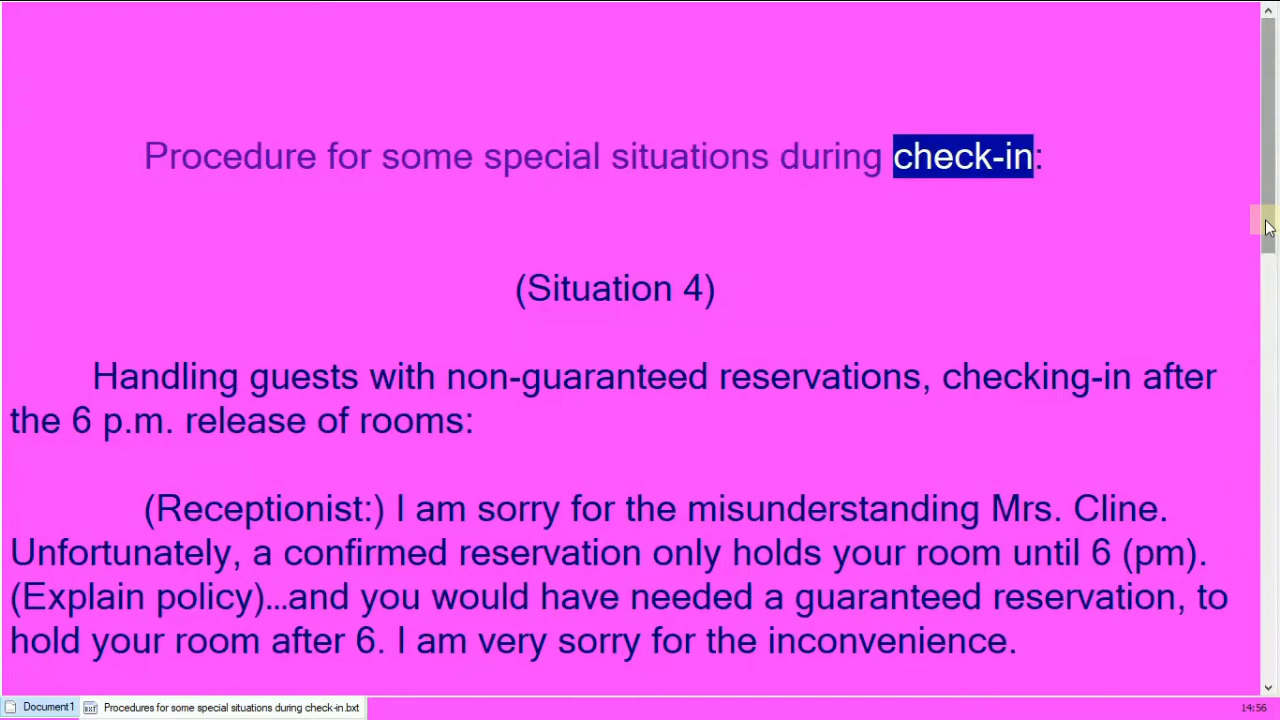 Procedure for some special situations during check-in:
(Situation 4)
Handling guests with non-guaranteed reservations, checking-in after
the 6 p.m. release of rooms:
(Receptionist:) I am sorry for the misunderstanding Mrs. Cline.
Unfortunately, a confirmed reservation only holds your room until 6 (pm).
(Explain policy)...and you would have needed a guaranteed reservation, to
hold your room after 6. I am very sorry for the inconvenience.
Document1
bxt Procedures for some special situations during check-in.bxt
14:56